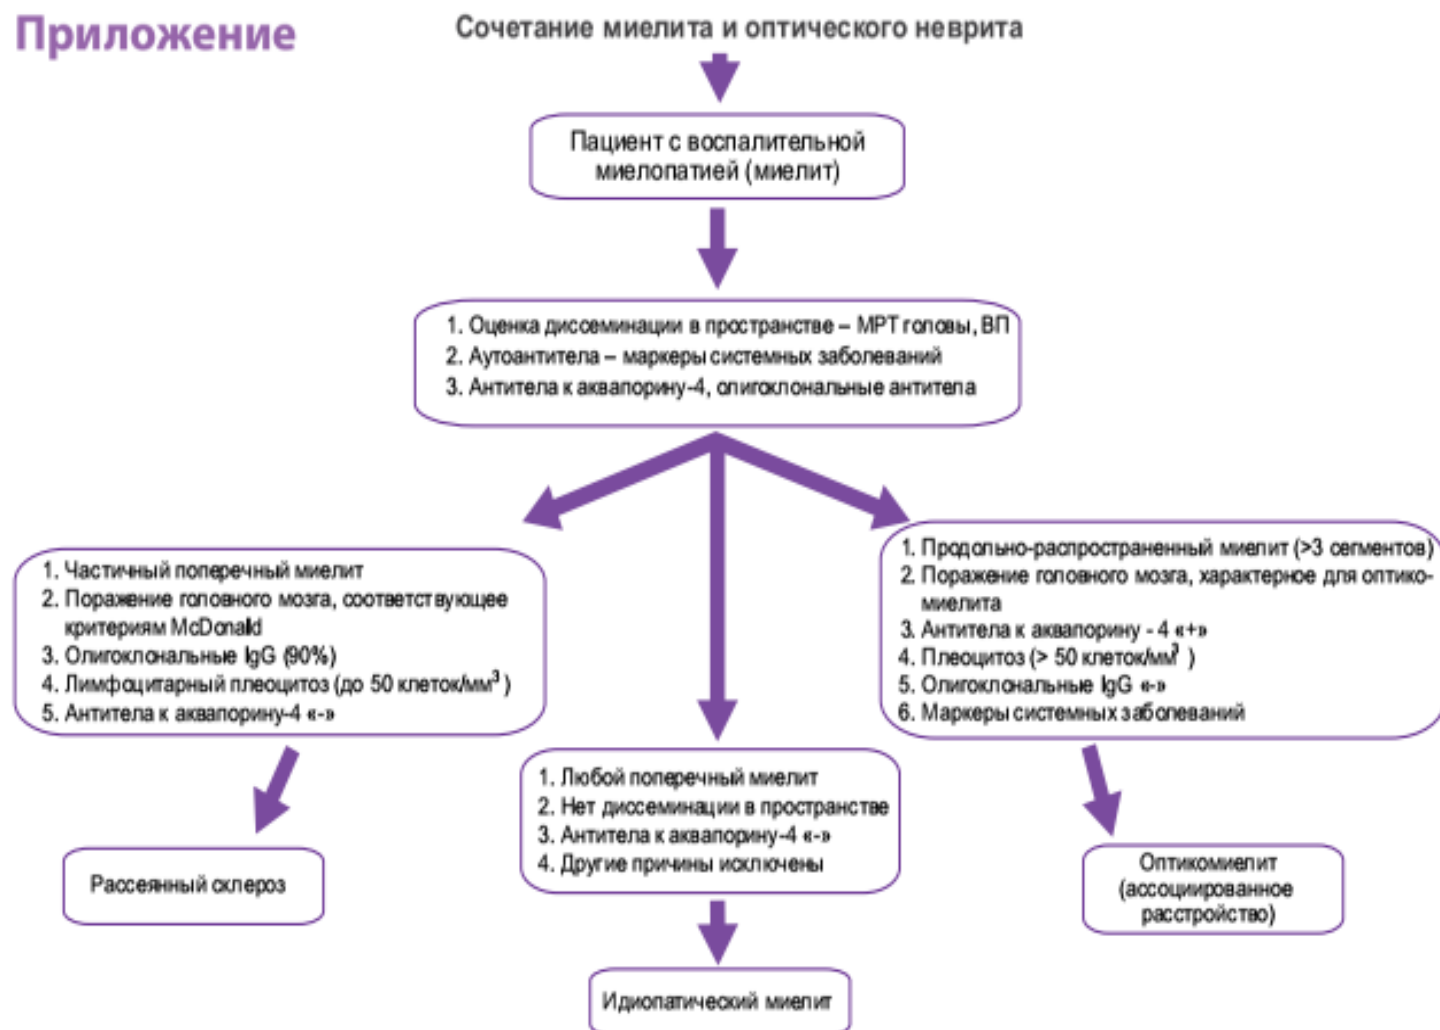 Приложение
Сочетание миелита и оптического неврита
Пациент с воспалительной
миелопатией (миелит)
1. Оценка диссеминации в пространстве – МРТ головы, ВП
2. Аутоантитела – маркеры системных заболеваний
3. Антитела к аквапорину-4, олигоклональные антитела
1. Частичный поперечный миелит
2. Поражение головного мозга, соответствующее
критериям McDonald
3. Олигоклональные IgG (90%)
4. Лимфоцитарный плеоцитоз (до 50 клеток/мм³)
5. Антитела к аквапорину-4 «-»
1. Любой поперечный миелит
2. Нет диссеминации в пространстве
3. Антитела к аквапорину-4 «-»
4. Другие причины исключены
1. Продольно-распространенный миелит (>3 сегментов)
2. Поражение головного мозга, характерное для оптико-
миелита
3. Антитела к аквапорину - 4 «+»
4. Плеоцитоз (> 50 клеток/мм³ )
5. Олигоклональные IgG «-»
6. Маркеры системных заболеваний
Рассеянный склероз
Идиопатический миелит
Оптикомиелит
(ассоциированное
расстройство)